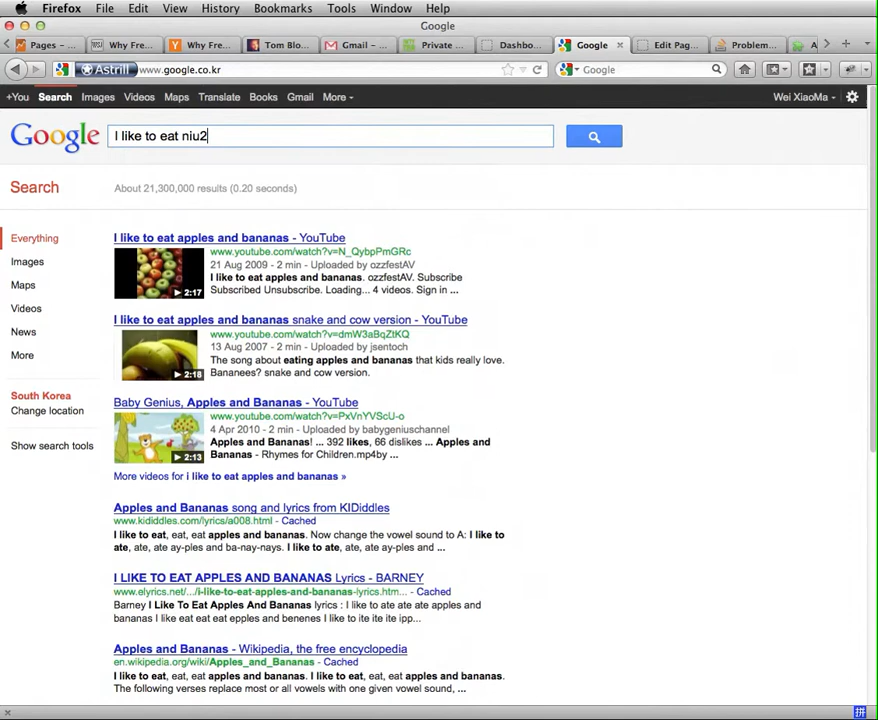 Firefox File Edit View History Bookmarks Tools Window Help
Google
Pages – ... Why Fre... Why Fre... Tom Blo... Gmail – ... Private ... Dashbo... Google Edit Pag... Problem... A
Astrill www.google.co.kr Google
+You Search Images Videos Maps Translate Books Gmail More Wei XiaoMa
Google I like to eat niu2
Search About 21,300,000 results (0.20 seconds)
Everything
Images
Maps
Videos
News
More
South Korea
Change location
Show search tools
I like to eat apples and bananas - YouTube
www.youtube.com/watch?v=N_QybpPmGRc
21 Aug 2009 - 2 min - Uploaded by ozzfestAV
I like to eat apples and bananas. ozzfestAV. Subscribe
Subscribed Unsubscribe. Loading... 4 videos. Sign in ...
2:17
I like to eat apples and bananas snake and cow version - YouTube
www.youtube.com/watch?v=dmW3aBqZtKQ
13 Aug 2007 - 2 min - Uploaded by jsentoch
The song about eating apples and bananas that kids really love.
Bananees? snake and cow version.
2:18
Baby Genius, Apples and Bananas - YouTube
www.youtube.com/watch?v=PxVnYVScU-o
4 Apr 2010 - 2 min - Uploaded by babygeniuschannel
Apples and Bananas! ... 392 likes, 66 dislikes ... Apples and
Bananas - Rhymes for Children.mp4by ...
2:13
More videos for i like to eat apples and bananas »
Apples and Bananas song and lyrics from KIDiddles
www.kididdles.com/lyrics/a008.html - Cached
I like to eat, eat, eat apples and bananas. Now change the vowel sound to A: I like to
ate, ate, ate ay-ples and ba-nay-nays. I like to ate, ate, ate ay-ples and ...
I LIKE TO EAT APPLES AND BANANAS Lyrics - BARNEY
www.elyrics.net/.../i-like-to-eat-apples-and-bananas-lyrics.htm... - Cached
Barney I Like To Eat Apples And Bananas lyrics : I like to ate ate ate apples and
bananas I like eat eat eat epples and benenes I like to ite ite ite ipp...
Apples and Bananas - Wikipedia, the free encyclopedia
en.wikipedia.org/wiki/Apples_and_Bananas - Cached
I like to eat, eat, eat apples and bananas. I like to eat, eat, eat apples and bananas.
The following verses replace most or all vowels with one given vowel sound, ...
拼